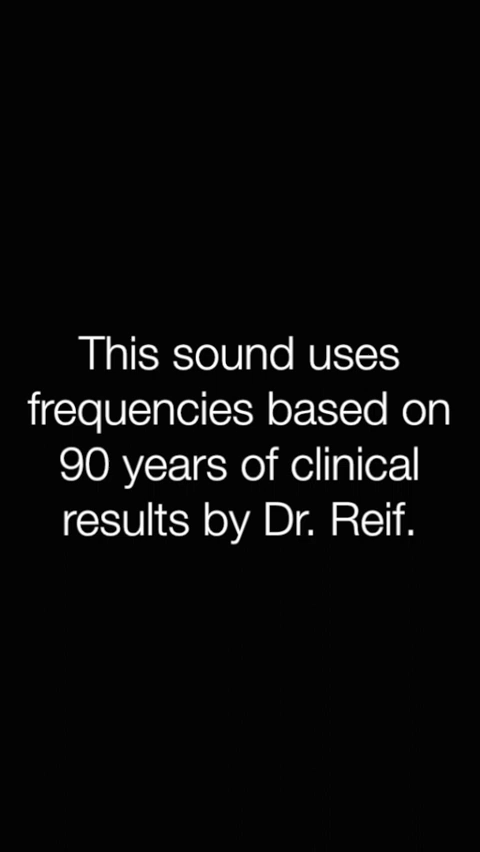 This sound uses
frequencies based on
90 years of clinical
results by Dr. Reif.